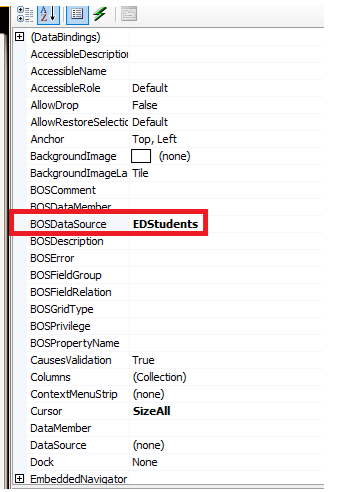 (DataBindings)
AccessibleDescription
AccessibleName
AccessibleRole Default
AllowDrop False
AllowRestoreSelectic Default
Anchor Top, Left
BackgroundImage (none)
BackgroundImageLa Tile
BOSComment
BOSDataMember
BOSDataSource EDStudents
BOSDescription
BOSError
BOSFieldGroup
BOSFieldRelation
BOSGridType
BOSPrivilege
BOSPropertyName
CausesValidation True
Columns (Collection)
ContextMenuStrip (none)
Cursor SizeAll
DataMember
DataSource (none)
Dock None
EmbeddedNavigator